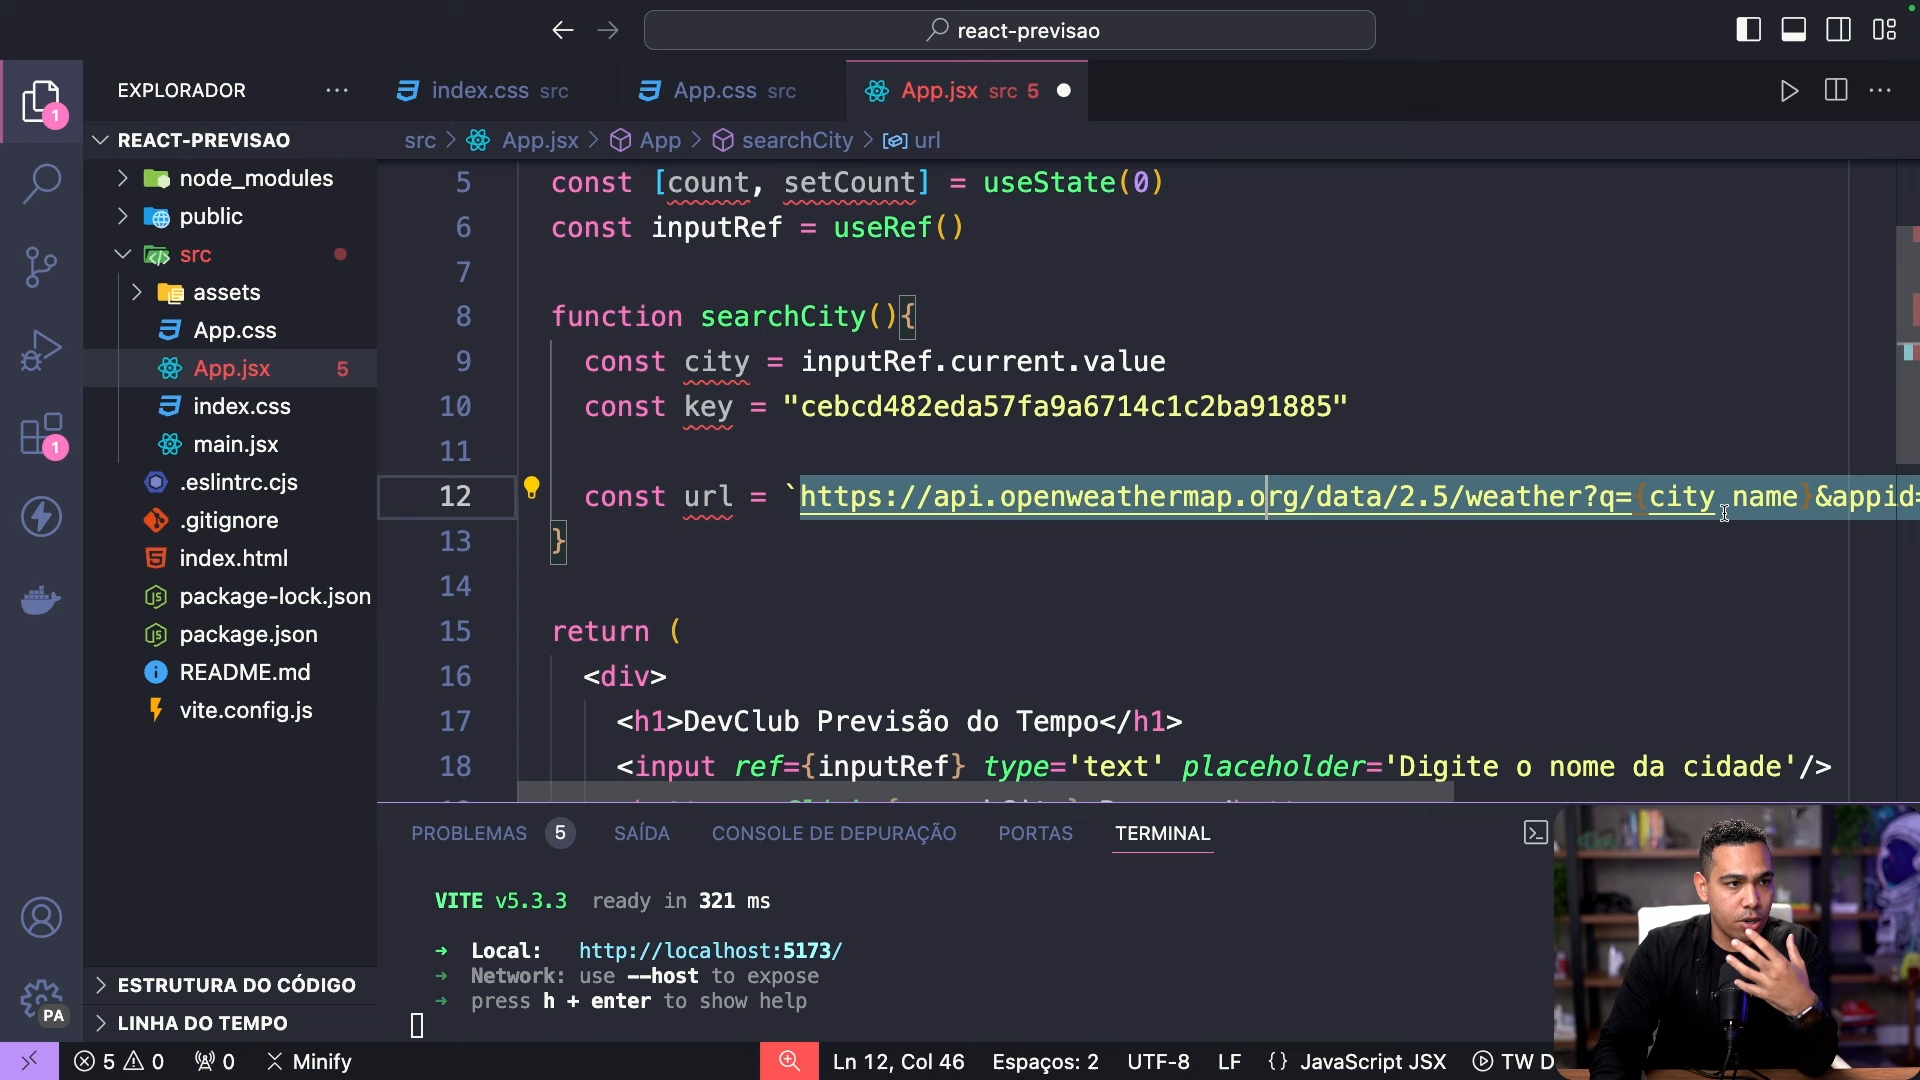 react-previsao
EXPLORADOR
index.css src
App.css src
App.jsx src 5
1
REACT-PREVISAO
src > App.jsx > App > searchCity > url
node_modules
public
src
assets
App.css
App.jsx 5
index.css
main.jsx
.eslintrc.cjs
.gitignore
index.html
package-lock.json
package.json
README.md
vite.config.js
1
5 const [count, setCount] = useState(0)
6 const inputRef = useRef()
7
8 function searchCity(){
9 const city = inputRef.current.value
10 const key = "cebcd482eda57fa9a6714c1c2ba91885"
11
12 const url = `https://api.openweathermap.org/data/2.5/weather?q={city name}&appid=
13 }
14
15 return (
16 <div>
17 <h1>DevClub Previsão do Tempo</h1>
18 <input ref={inputRef} type='text' placeholder='Digite o nome da cidade'/>
PROBLEMAS 5 SAÍDA CONSOLE DE DEPURAÇÃO PORTAS TERMINAL
VITE v5.3.3 ready in 321 ms
➜ Local: http://localhost:5173/
➜ Network: use --host to expose
➜ press h + enter to show help
ESTRUTURA DO CÓDIGO
LINHA DO TEMPO
PA
5 0 0 Minify
Ln 12, Col 46 Espaços: 2 UTF-8 LF {} JavaScript JSX TW D